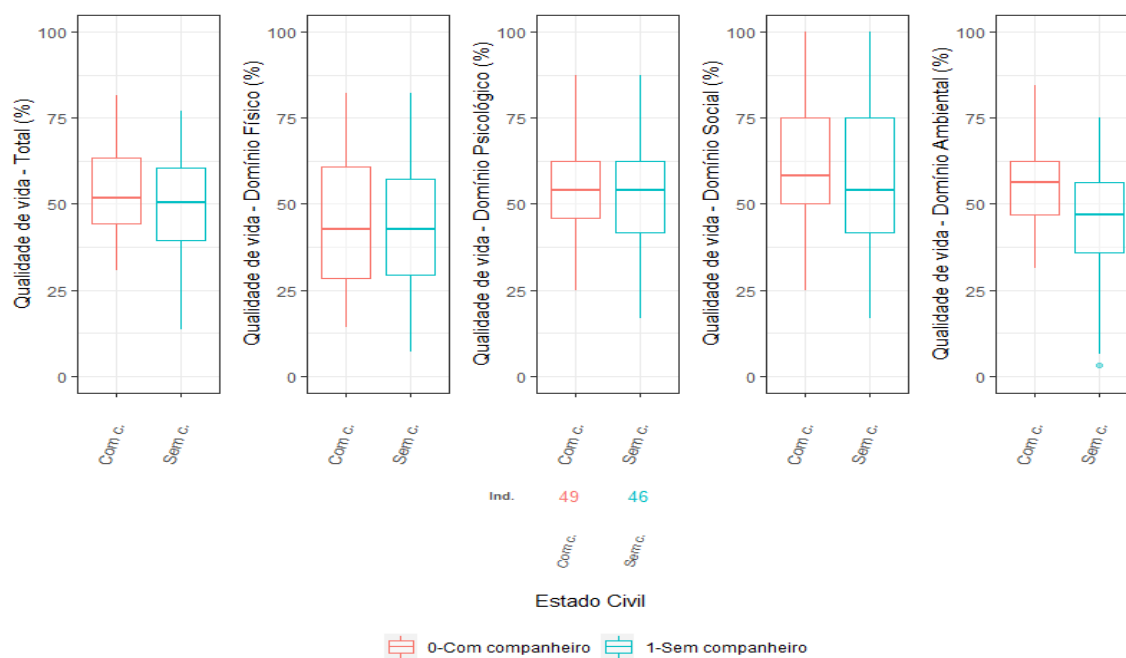 Qualidade de vida - Total (%)
100
75
50
25
0
Com c.
Sem c.
Qualidade de vida - Domínio Físico (%)
100
75
50
25
0
Com c.
Sem c.
Qualidade de vida - Domínio Psicológico (%)
100
75
50
25
0
Com c.
Sem c.
Qualidade de vida - Domínio Social (%)
100
75
50
25
0
Com c.
Sem c.
Qualidade de vida - Domínio Ambiental (%)
100
75
50
25
0
Com c.
Sem c.
Ind. 49 46
Com c.
Sem c.
Estado Civil
0-Com companheiro 1-Sem companheiro